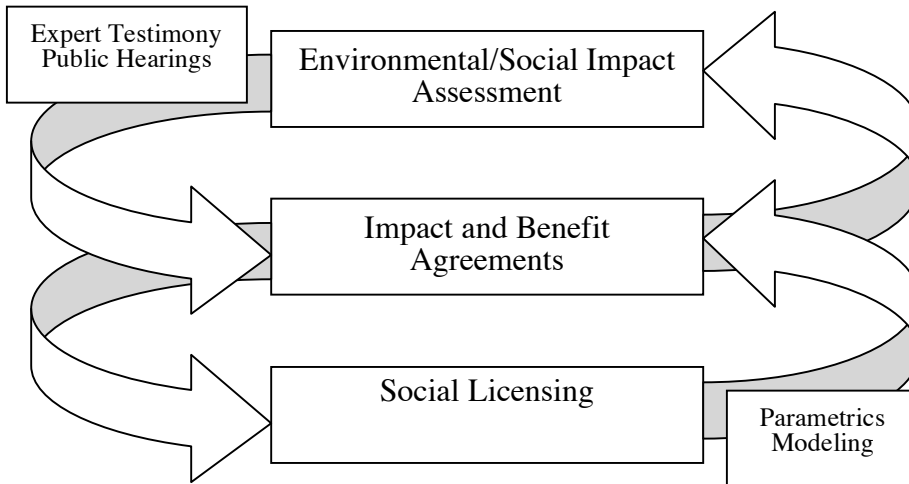 Expert Testimony
Public Hearings
Environmental/Social Impact
Assessment
Impact and Benefit
Agreements
Social Licensing
Parametrics
Modeling